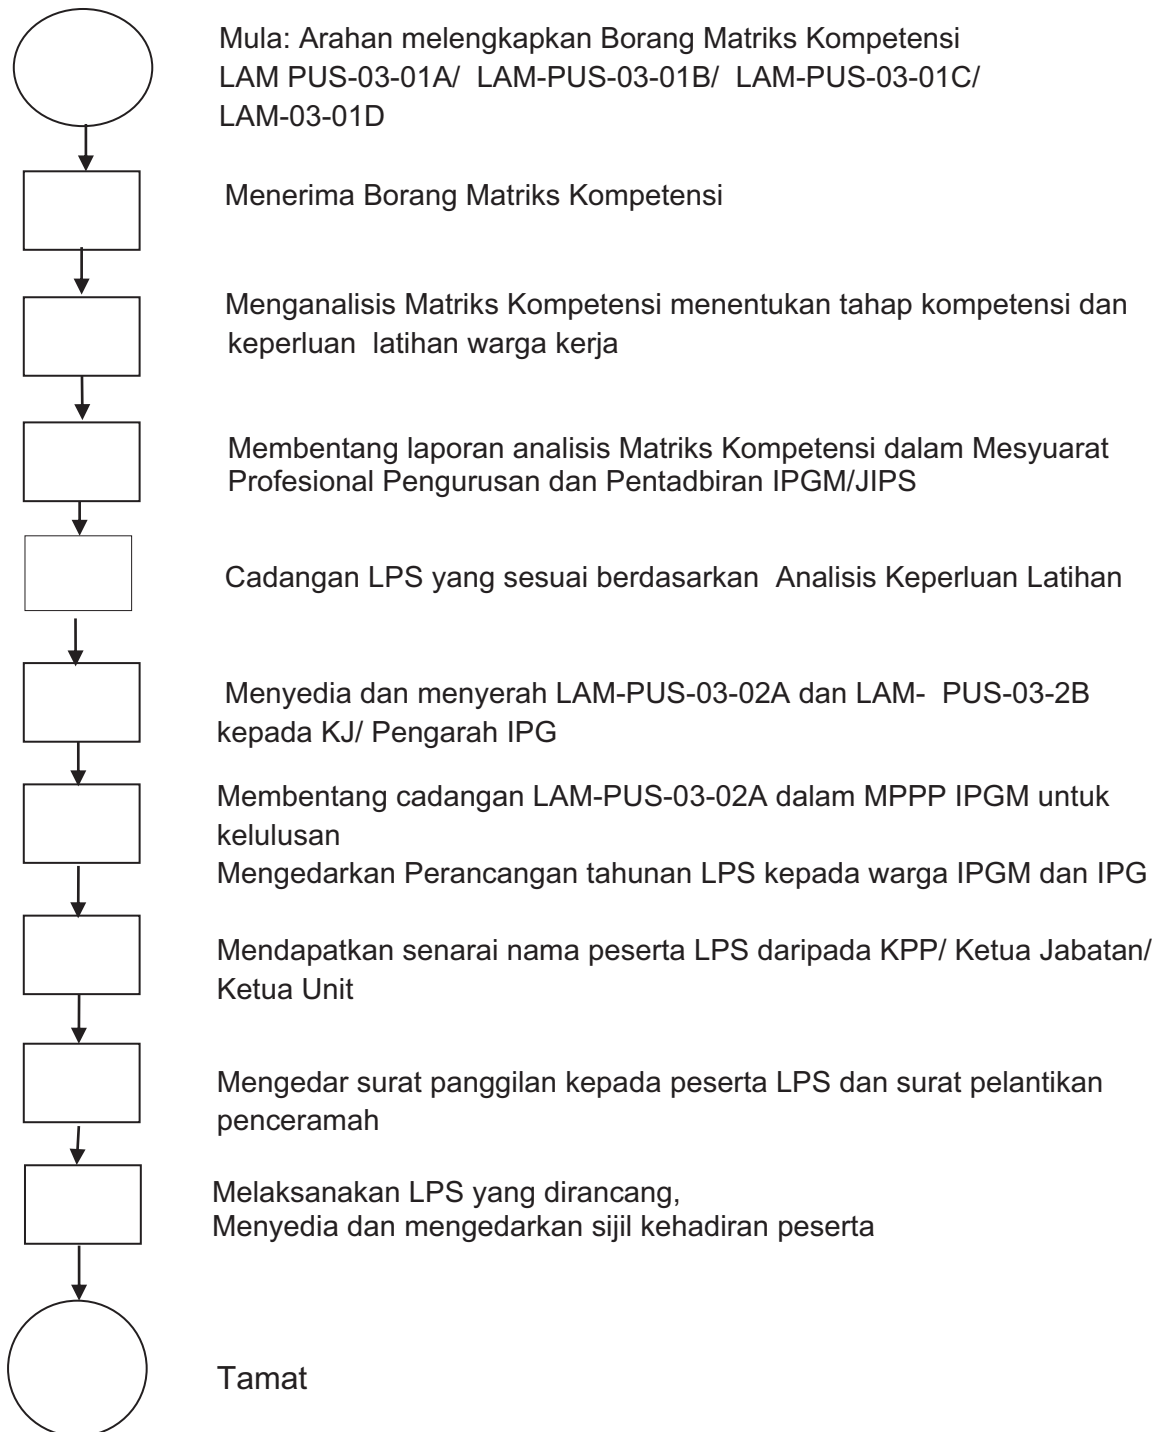 Mula: Arahan melengkapkan Borang Matriks Kompetensi
LAM PUS-03-01A/ LAM-PUS-03-01B/ LAM-PUS-03-01C/
LAM-03-01D
Menerima Borang Matriks Kompetensi
Menganalisis Matriks Kompetensi menentukan tahap kompetensi dan
keperluan latihan warga kerja
Membentang laporan analisis Matriks Kompetensi dalam Mesyuarat
Profesional Pengurusan dan Pentadbiran IPGM/JIPS
Cadangan LPS yang sesuai berdasarkan Analisis Keperluan Latihan
Menyedia dan menyerah LAM-PUS-03-02A dan LAM- PUS-03-2B
kepada KJ/ Pengarah IPG
Membentang cadangan LAM-PUS-03-02A dalam MPPP IPGM untuk
kelulusan
Mengedarkan Perancangan tahunan LPS kepada warga IPGM dan IPG
Mendapatkan senarai nama peserta LPS daripada KPP/ Ketua Jabatan/
Ketua Unit
Mengedar surat panggilan kepada peserta LPS dan surat pelantikan
penceramah
Melaksanakan LPS yang dirancang,
Menyedia dan mengedarkan sijil kehadiran peserta
Tamat